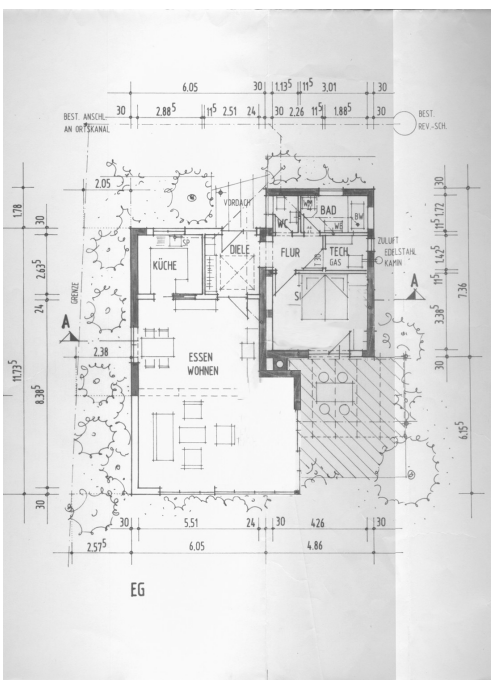 6.05 30 1.13⁵ 11⁵ 3,01 30
BEST. ANSCHL.
AN ORTSKANAL
30 2.88⁵ 11⁵ 2.51 24 30 2.26 11⁵ 1.88⁵ 30
BEST.
REV.-SCH.
2.05
VORDACH
1.78
30
2.63⁵
24
11.73⁵
8.38⁵
30
WC
WM
BAD
BW
30
1.72
11⁵
1.42⁵
11⁵
3.38⁵
30
7.36
6.15⁵
KÜCHE
DIELE
FLUR
TECH.
GAS
ZULUFT
EDELSTAHL
KAMIN
GRENZE
S
A
A
2.38
ESSEN
WOHNEN
30 5.51 24 30 426 30
2.57⁵ 6.05 4.86
EG